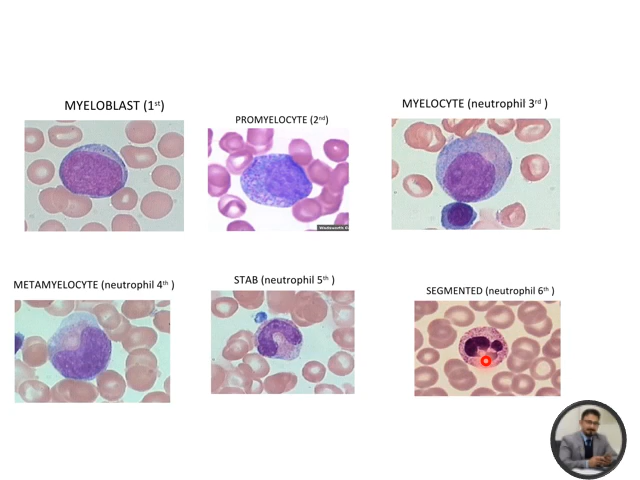 MYELOBLAST (1st)
PROMYELOCYTE (2nd)
MYELOCYTE (neutrophil 3rd )
METAMYELOCYTE (neutrophil 4th )
STAB (neutrophil 5th )
SEGMENTED (neutrophil 6th )